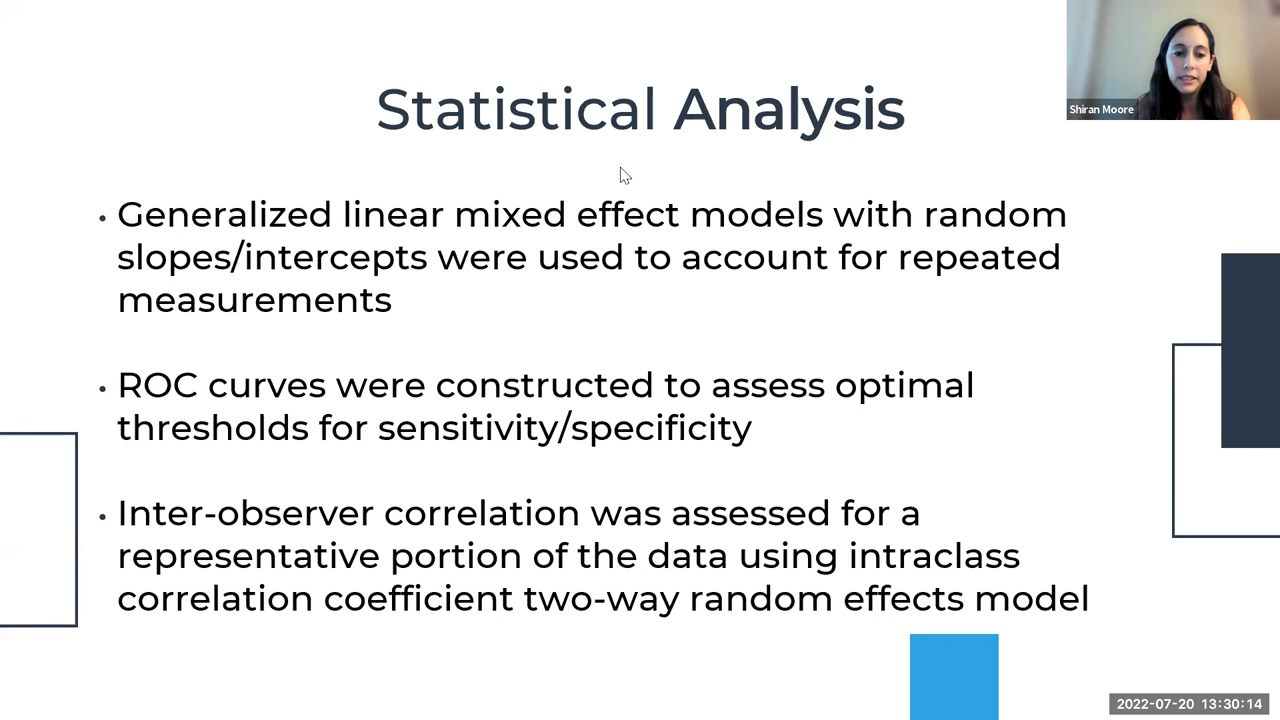 Shiran Moore
Statistical Analysis
• Generalized linear mixed effect models with random
slopes/intercepts were used to account for repeated
measurements
• ROC curves were constructed to assess optimal
thresholds for sensitivity/specificity
• Inter-observer correlation was assessed for a
representative portion of the data using intraclass
correlation coefficient two-way random effects model
2022-07-20 13:30:14